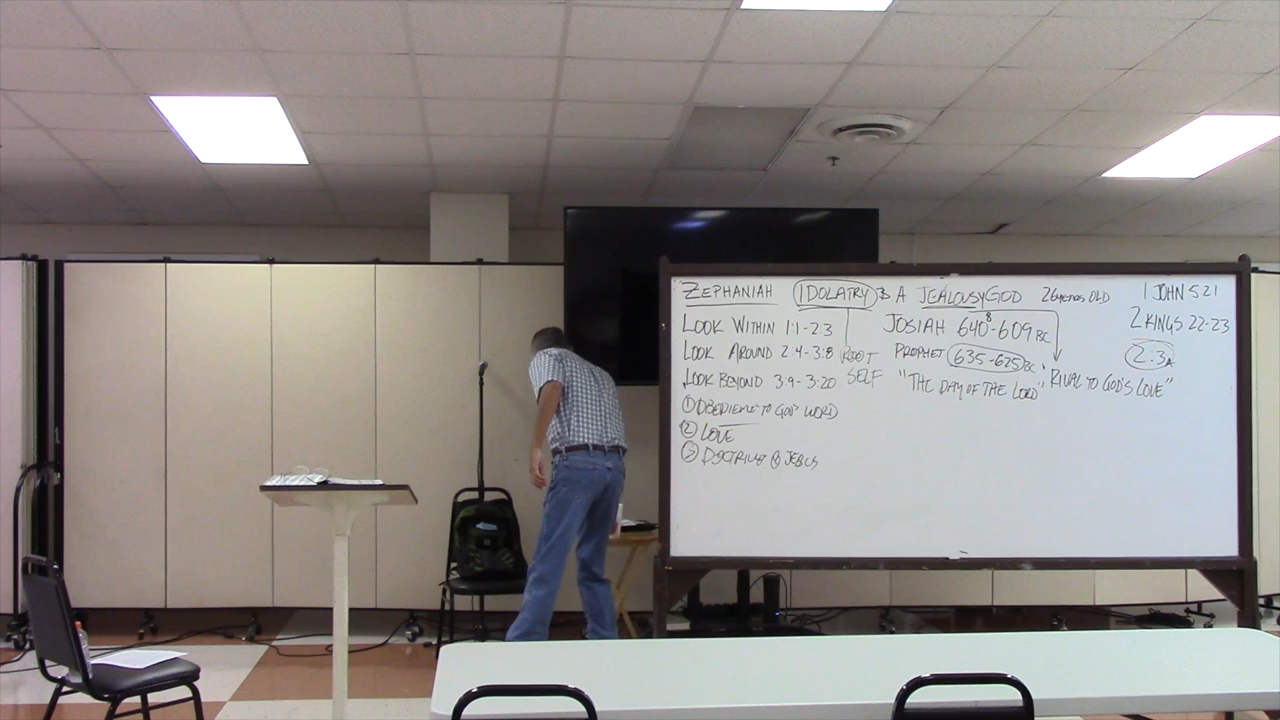 ZEPHANIAH IDOLATRY & A JEALOUSY GOD 26 years OLD 1 JOHN 5:21
LOOK WITHIN 1:1-2:3 JOSIAH 640-609 BC 2 KINGS 22-23
8
LOOK AROUND 2:4-3:8 ROOT PROPHET 635-625 BC 2:3A
LOOK BEYOND 3:9-3:20 SELF "THE DAY OF THE LORD" RIVAL TO GOD'S LOVE"
① OBEDIENCE TO GOD'S WORD
② LOVE
③ DOCTRINE OF JESUS